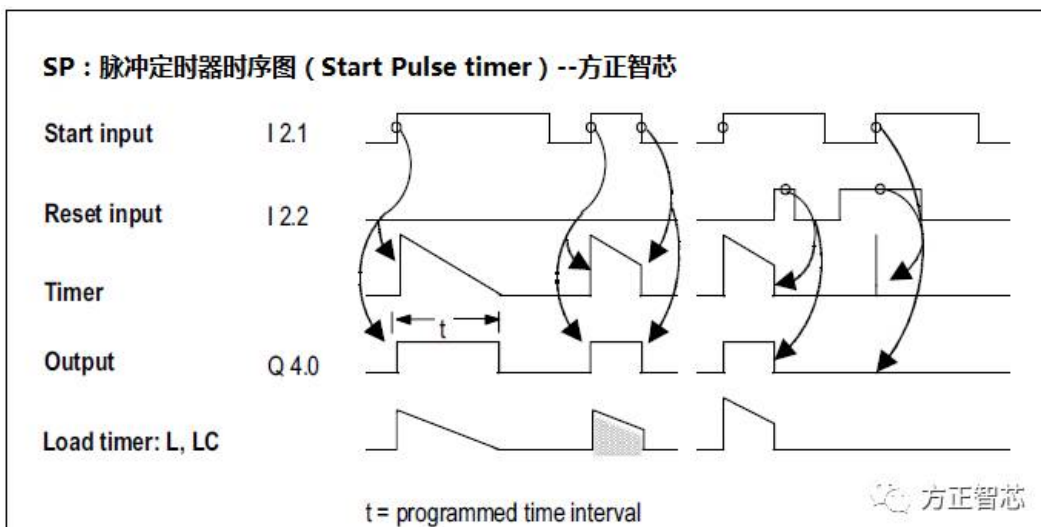 SP：脉冲定时器时序图（Start Pulse timer）--方正智芯
Start input I 2.1
Reset input I 2.2
Timer
t
Output Q 4.0
Load timer: L, LC
t = programmed time interval
方正智芯